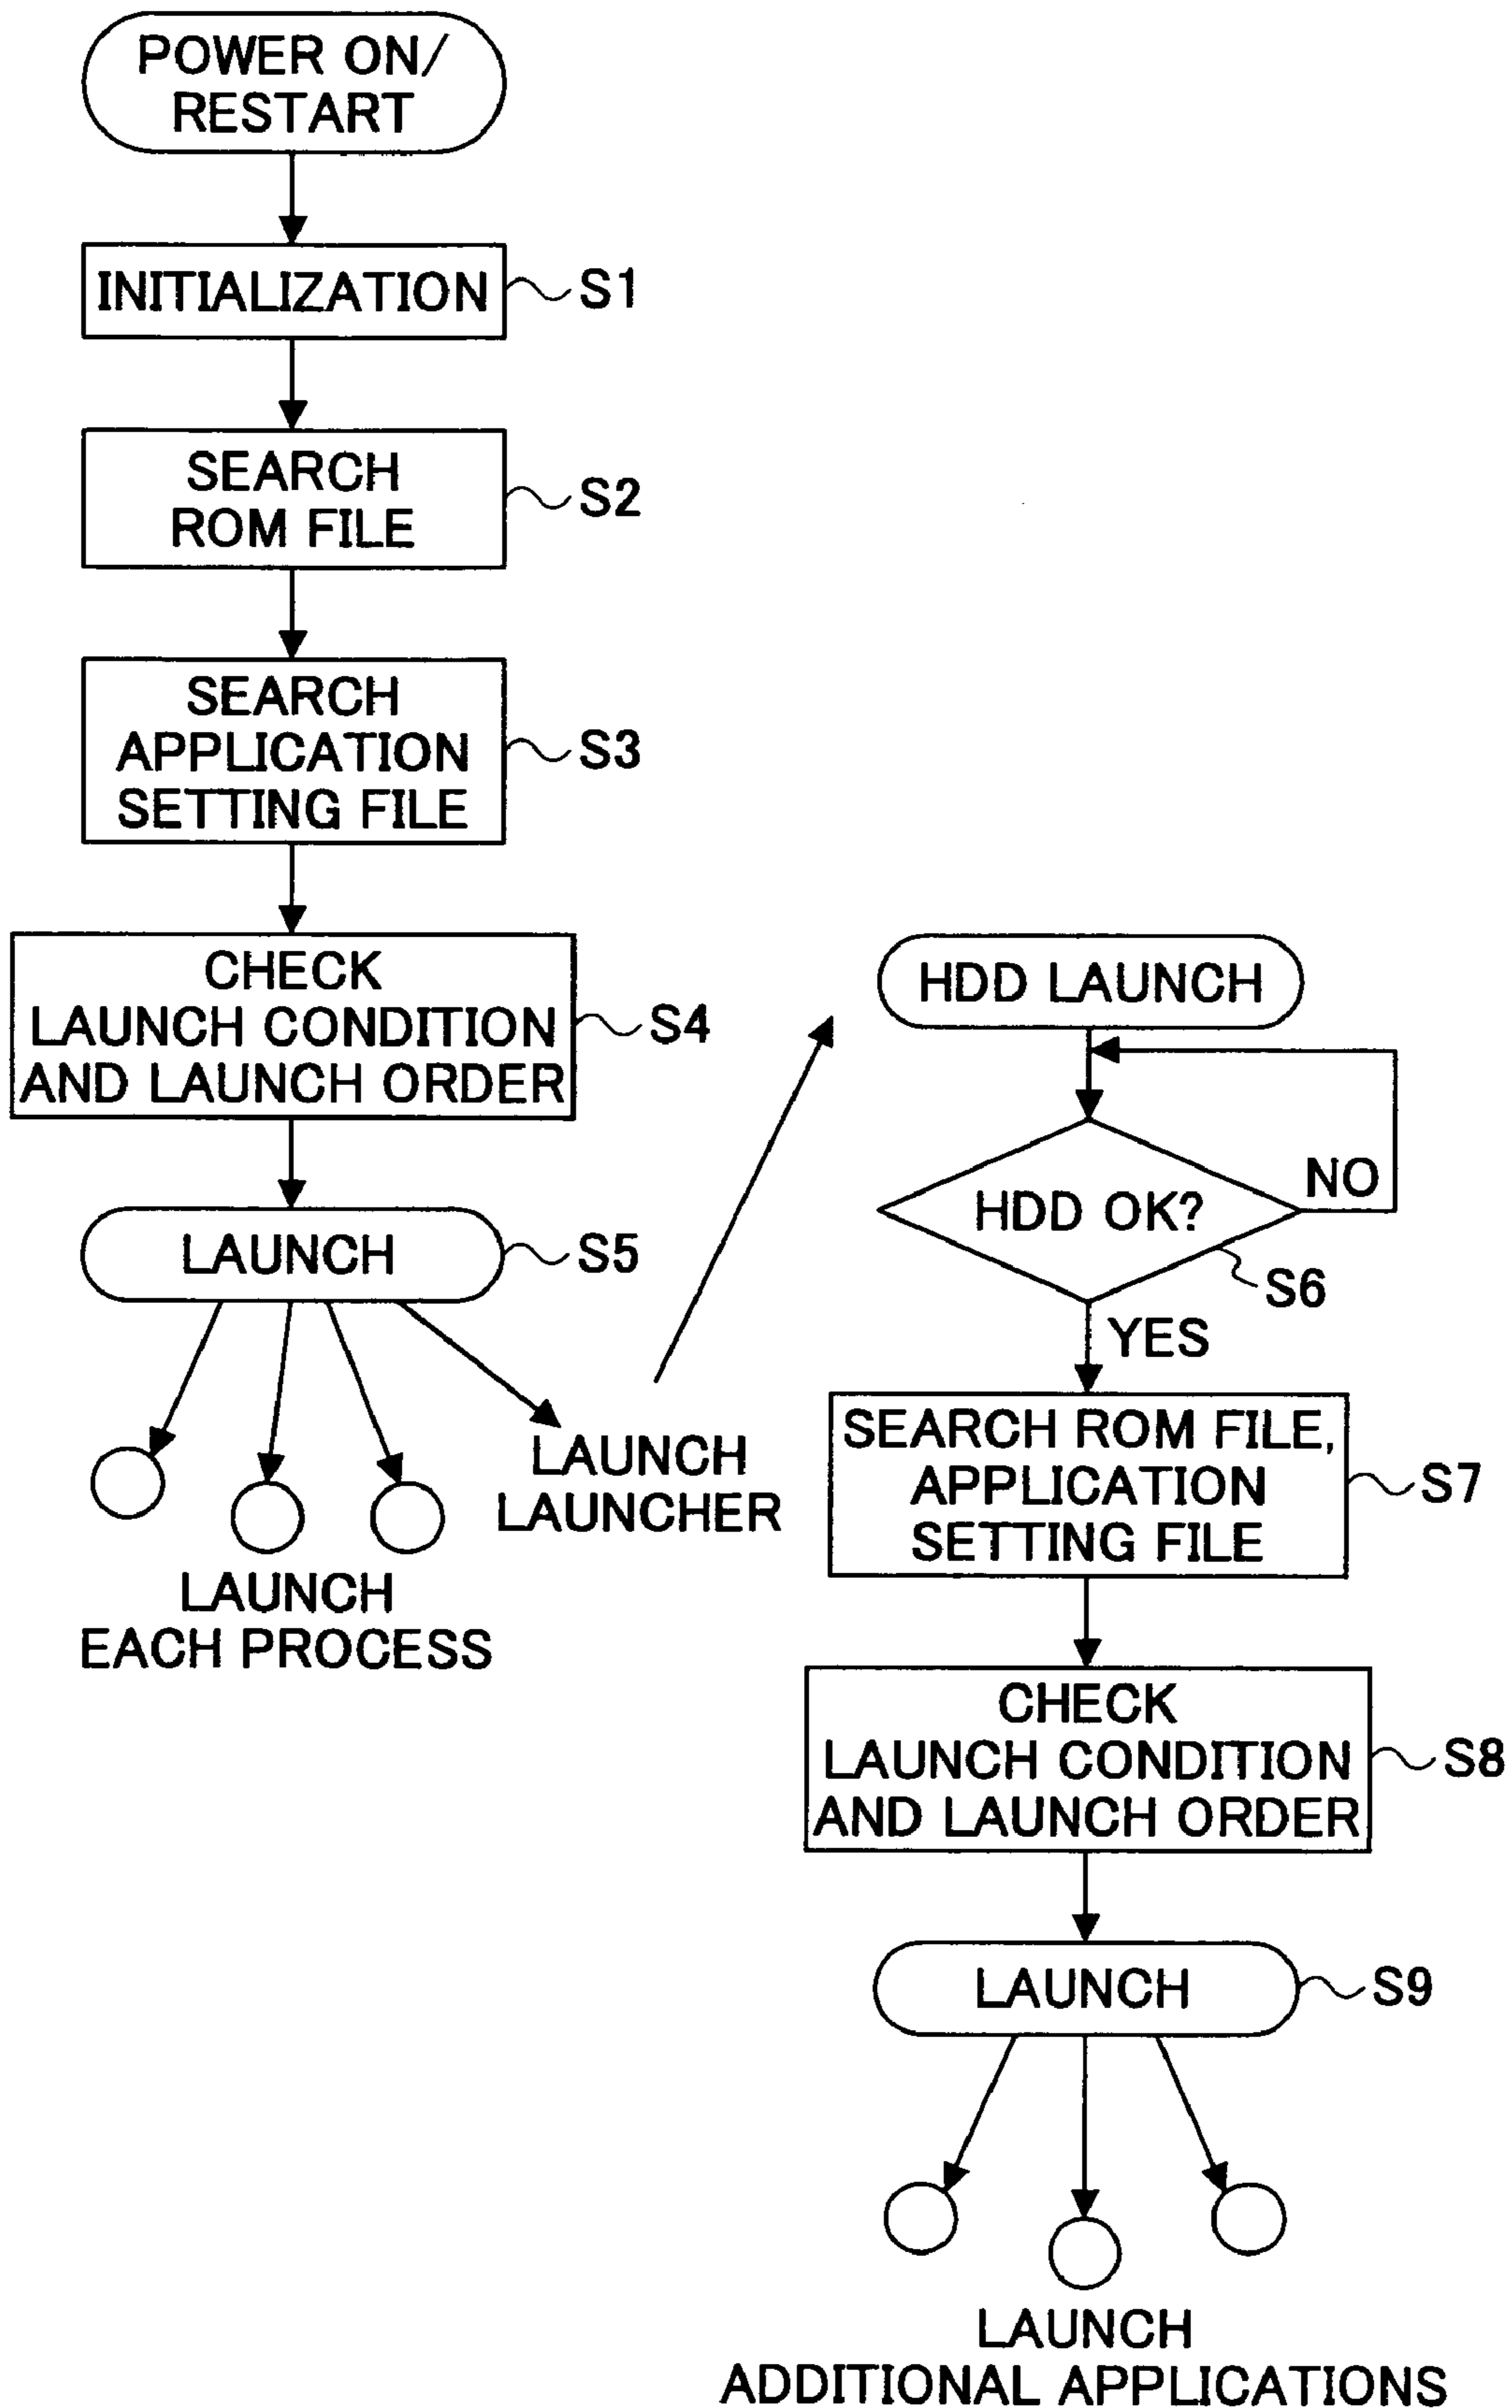 POWER ON/
RESTART
INITIALIZATION
S1
SEARCH
ROM FILE
S2
SEARCH
APPLICATION
SETTING FILE
S3
CHECK
LAUNCH CONDITION
AND LAUNCH ORDER
S4
LAUNCH
S5
LAUNCH
EACH PROCESS
LAUNCH
LAUNCHER
HDD LAUNCH
HDD OK?
NO
S6
YES
SEARCH ROM FILE,
APPLICATION
SETTING FILE
S7
CHECK
LAUNCH CONDITION
AND LAUNCH ORDER
S8
LAUNCH
S9
LAUNCH
ADDITIONAL APPLICATIONS